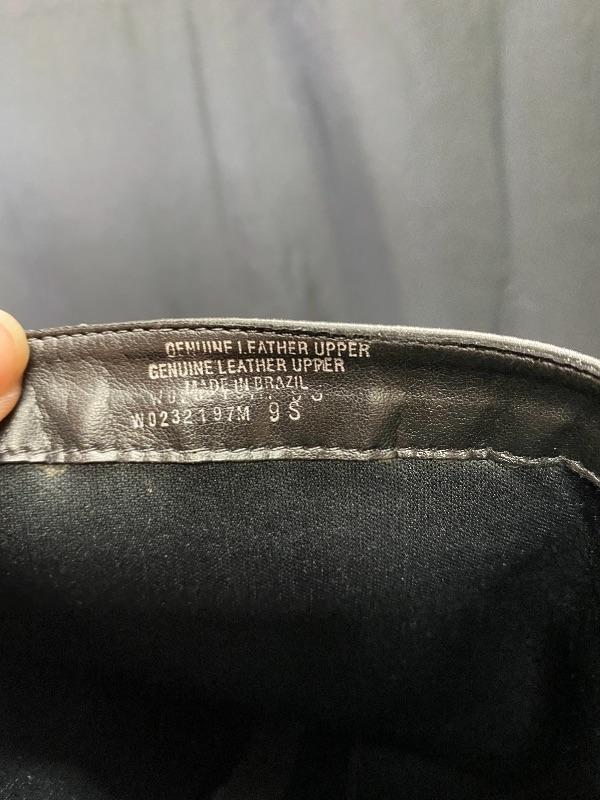 GENUINE LEATHER UPPER
GENUINE LEATHER UPPER
MADE IN BRAZIL
W0232197M 9S